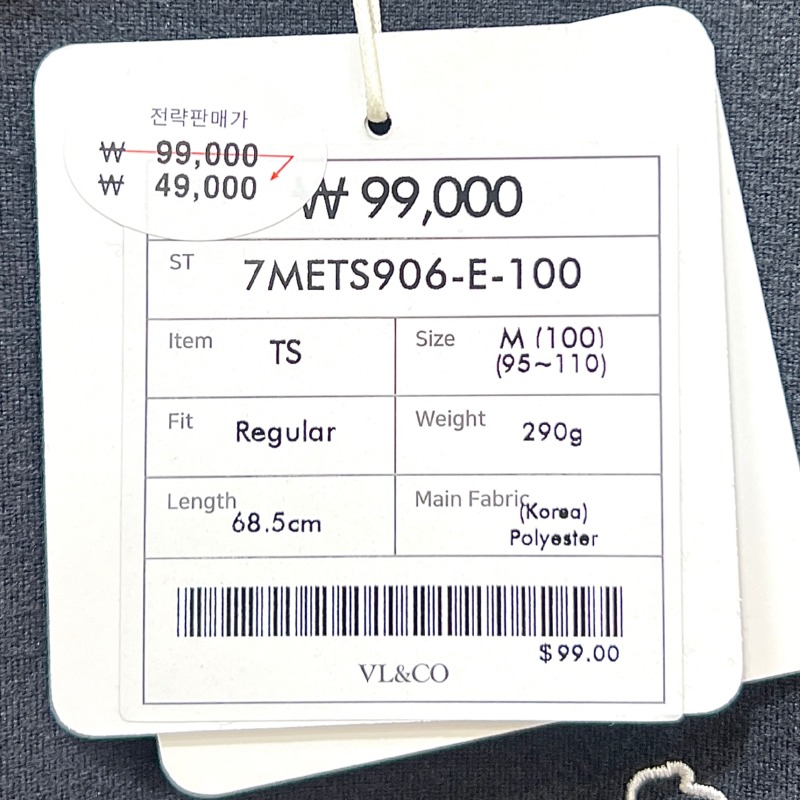 전략판매가
₩ 99,000
₩ 49,000
₩ 99,000
ST 7METS906-E-100
Item TS
Size M (100)
(95~110)
Fit Regular
Weight 290g
Length 68.5cm
Main Fabric (Korea)
Polyester
$99.00
VL&CO